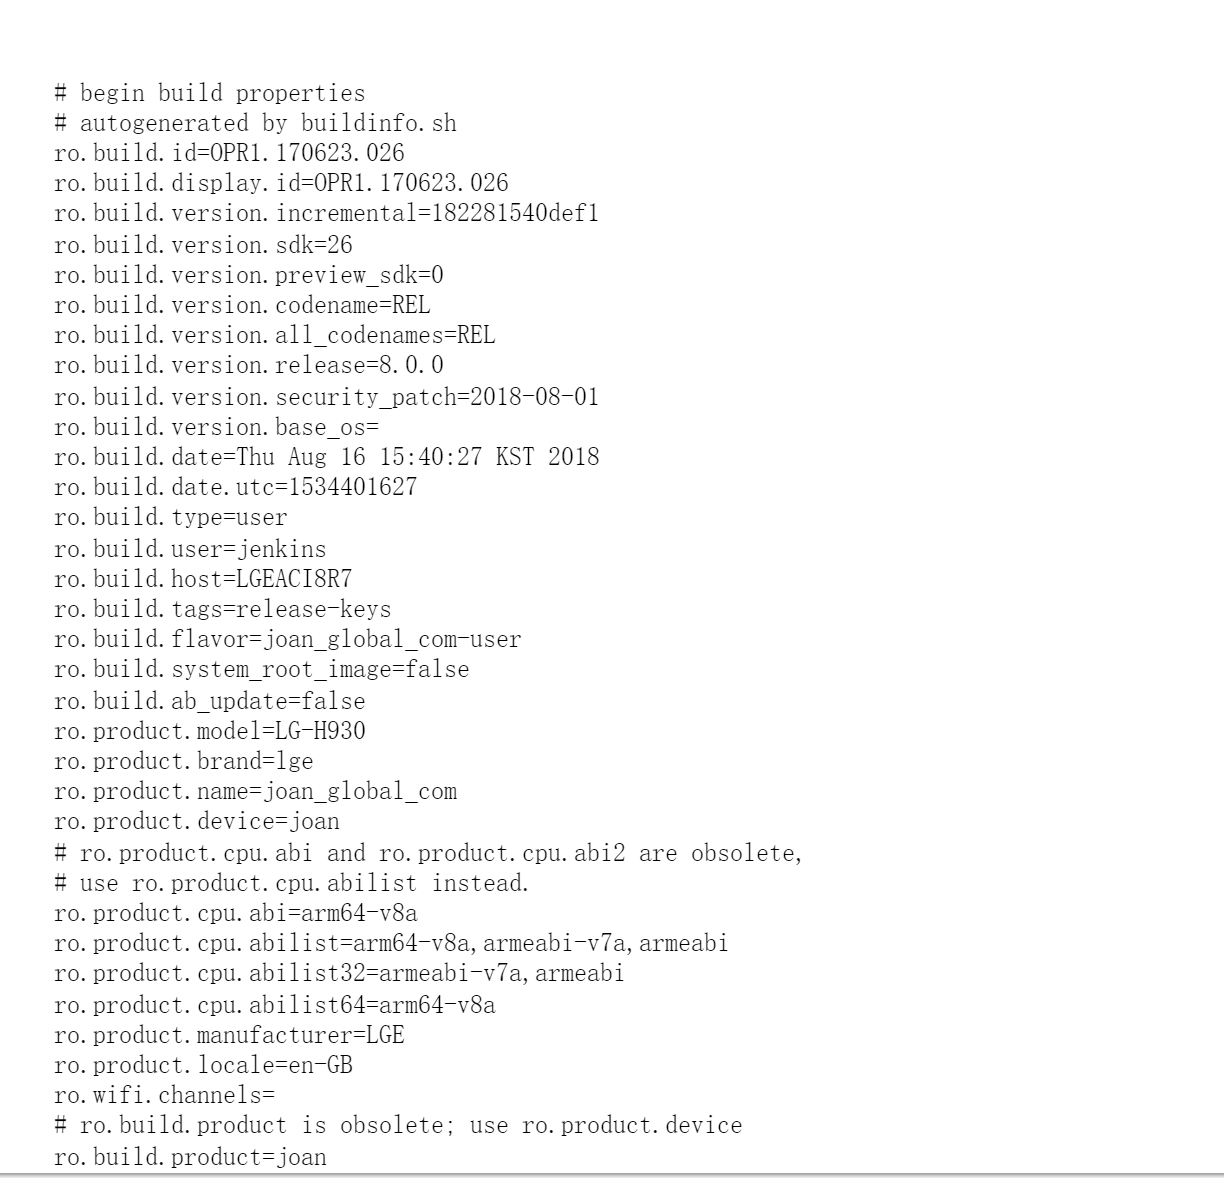 # begin build properties
# autogenerated by buildinfo.sh
ro.build.id=OPR1.170623.026
ro.build.display.id=OPR1.170623.026
ro.build.version.incremental=182281540def1
ro.build.version.sdk=26
ro.build.version.preview_sdk=0
ro.build.version.codename=REL
ro.build.version.all_codenames=REL
ro.build.version.release=8.0.0
ro.build.version.security_patch=2018-08-01
ro.build.version.base_os=
ro.build.date=Thu Aug 16 15:40:27 KST 2018
ro.build.date.utc=1534401627
ro.build.type=user
ro.build.user=jenkins
ro.build.host=LGEACI8R7
ro.build.tags=release-keys
ro.build.flavor=joan_global_com-user
ro.build.system_root_image=false
ro.build.ab_update=false
ro.product.model=LG-H930
ro.product.brand=lge
ro.product.name=joan_global_com
ro.product.device=joan
# ro.product.cpu.abi and ro.product.cpu.abi2 are obsolete,
# use ro.product.cpu.abilist instead.
ro.product.cpu.abi=arm64-v8a
ro.product.cpu.abilist=arm64-v8a,armeabi-v7a,armeabi
ro.product.cpu.abilist32=armeabi-v7a,armeabi
ro.product.cpu.abilist64=arm64-v8a
ro.product.manufacturer=LGE
ro.product.locale=en-GB
ro.wifi.channels=
# ro.build.product is obsolete; use ro.product.device
ro.build.product=joan